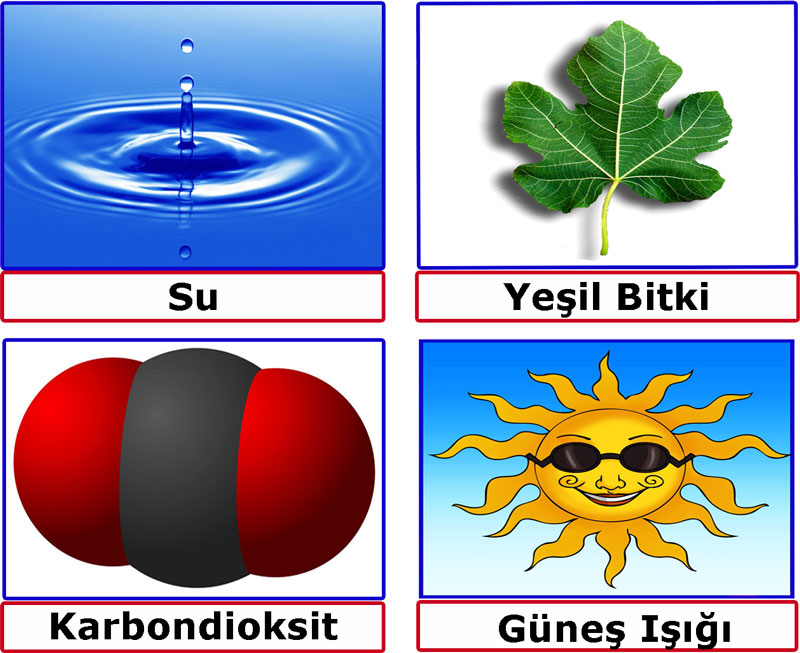 Su
Yeşil Bitki
Karbondioksit
Güneş Işığı